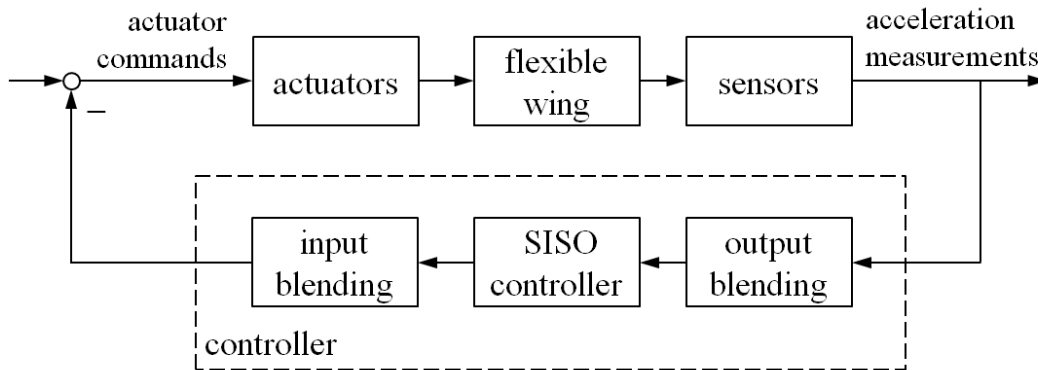 actuator
commands
actuators
flexible
wing
sensors
acceleration
measurements
−
input
blending
SISO
controller
output
blending
controller